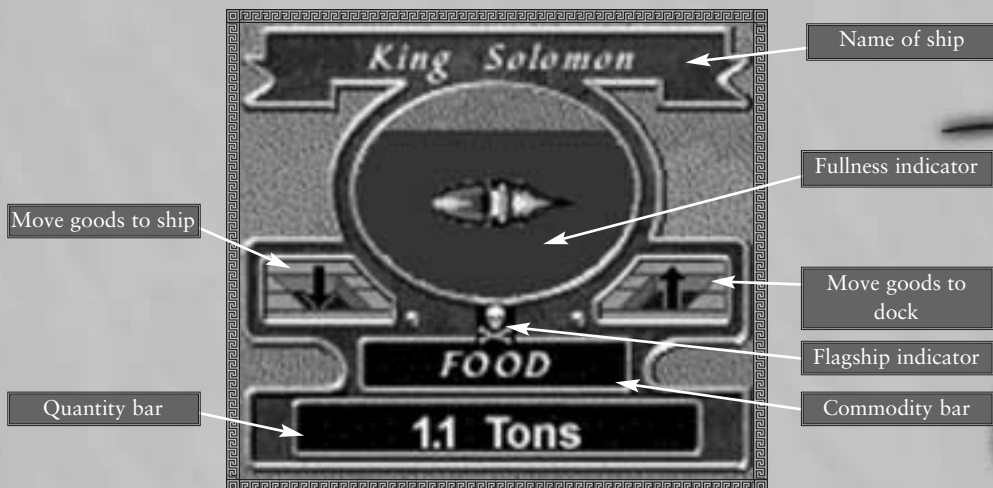 Name of ship
King Solomon
Fullness indicator
Move goods to ship
Move goods to
dock
Flagship indicator
FOOD
Commodity bar
Quantity bar
1.1 Tons